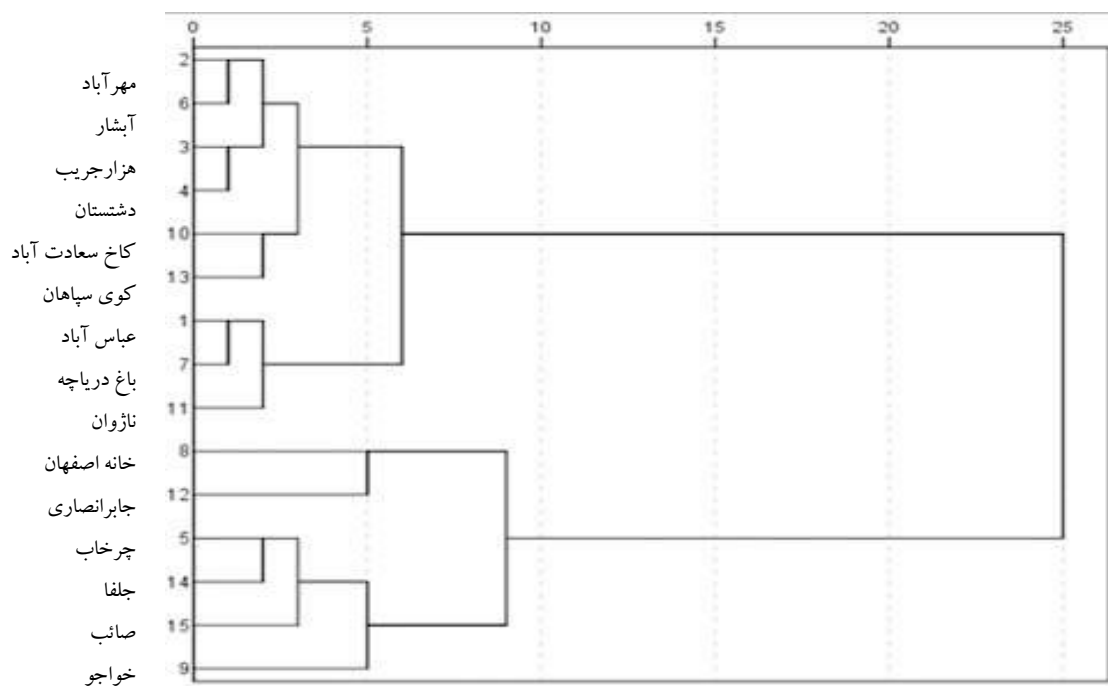 0 5 10 15 20 25
2
مهرآباد
6
آبشار
3
هزارجریب
4
دشتستان
10
کاخ سعادت آباد
13
کوی سپاهان
1
عباس آباد
7
باغ دریاچه
11
ناژوان
8
خانه اصفهان
12
جابرانصاری
5
چرخاب
14
جلفا
15
صائب
9
خواجو